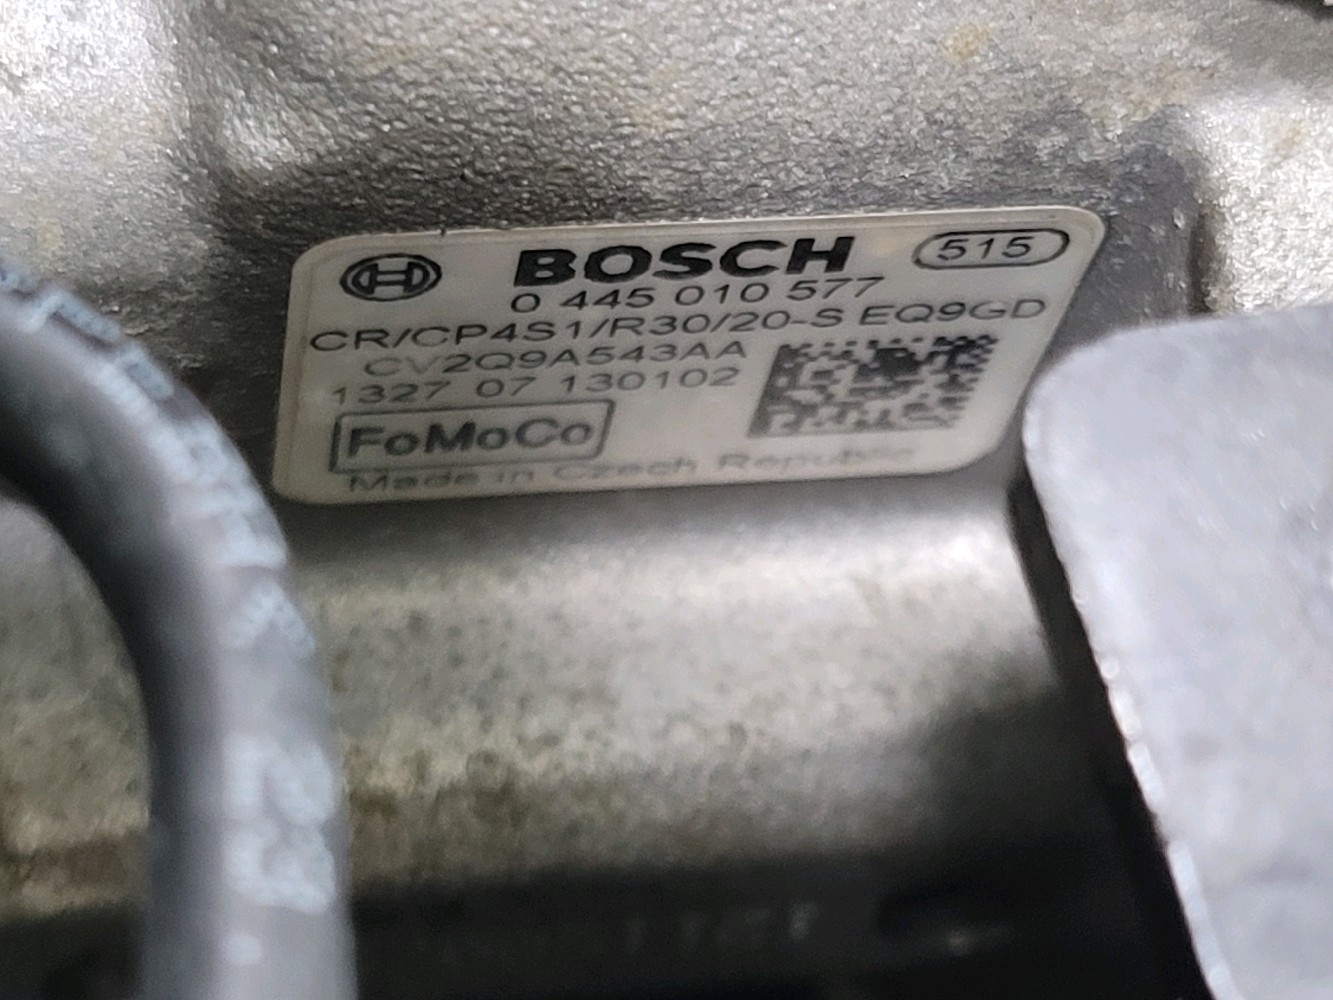 BOSCH 515
0 445 010 577
CR/CP4S1/R30/20-S EQ9GD
CV2Q9A543AA
1327 07 130102
FoMoCo
Made in Czech Republic